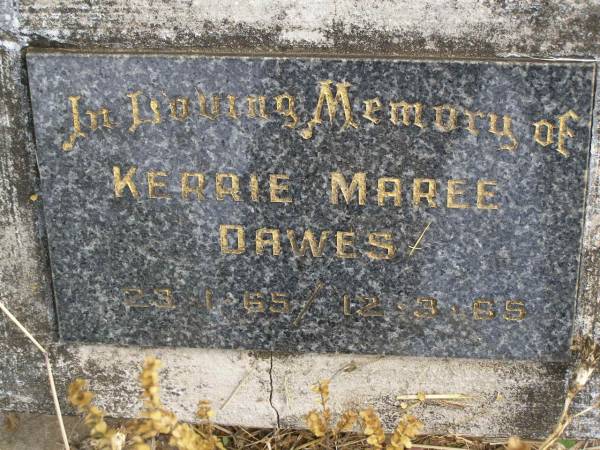 In Loving Memory of
KERRIE MAREE
DAWES
23·1·65 / 12·3·65